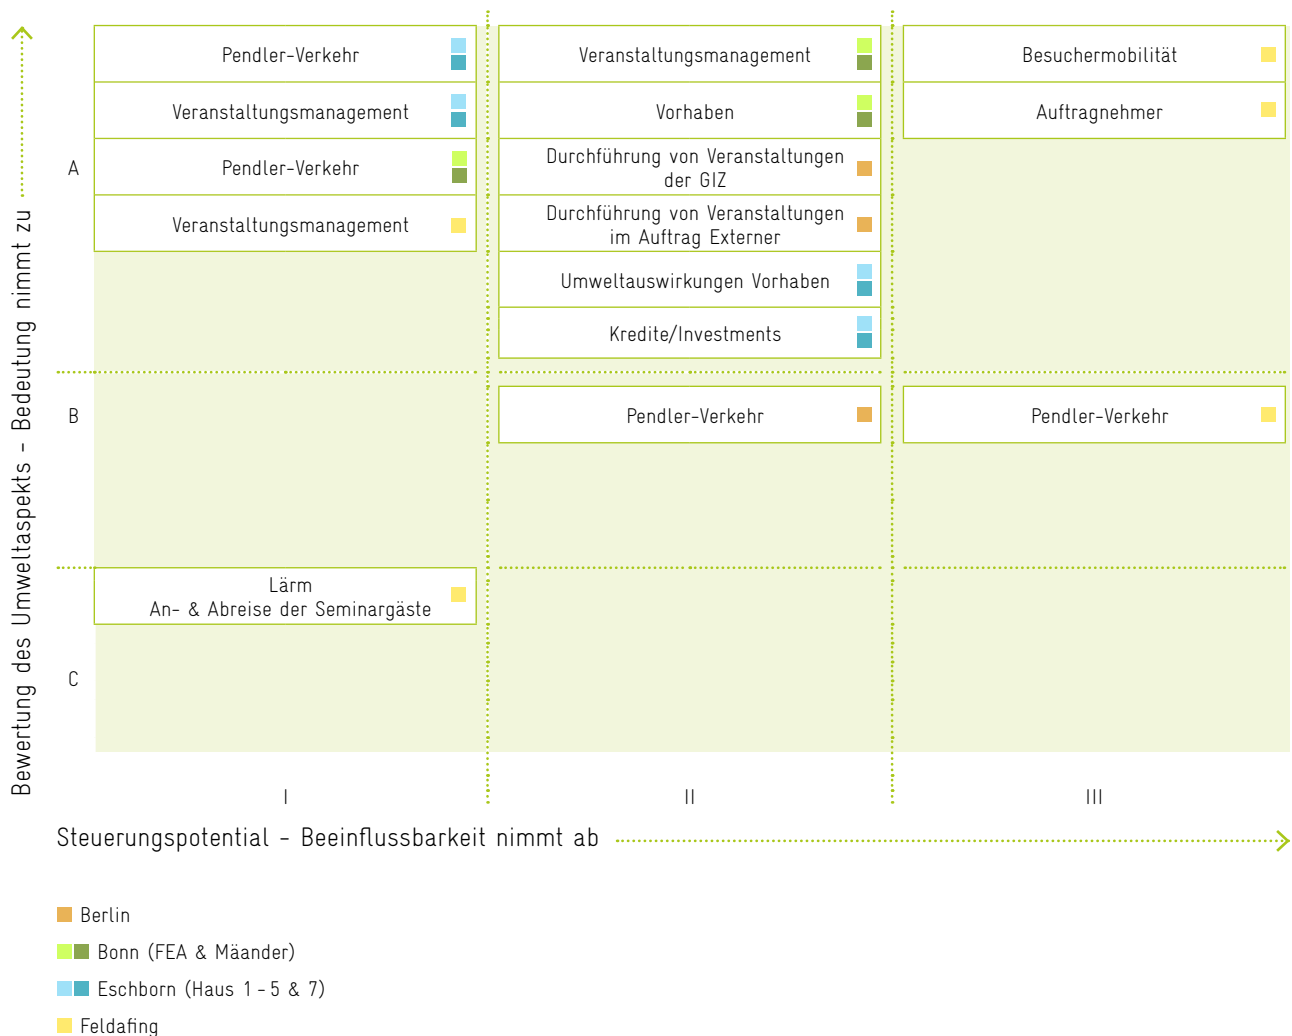 Bewertung des Umweltaspekts – Bedeutung nimmt zu
A
Pendler-Verkehr
Veranstaltungsmanagement
Pendler-Verkehr
Veranstaltungsmanagement
Veranstaltungsmanagement
Vorhaben
Durchführung von Veranstaltungen
der GIZ
Durchführung von Veranstaltungen
im Auftrag Externer
Umweltauswirkungen Vorhaben
Kredite/Investments
Besuchermobilität
Auftragnehmer
B
Pendler-Verkehr
Pendler-Verkehr
C
Lärm
An- & Abreise der Seminargäste
I
II
III
Steuerungspotential – Beeinflussbarkeit nimmt ab
Berlin
Bonn (FEA & Mäander)
Eschborn (Haus 1 – 5 & 7)
Feldafing